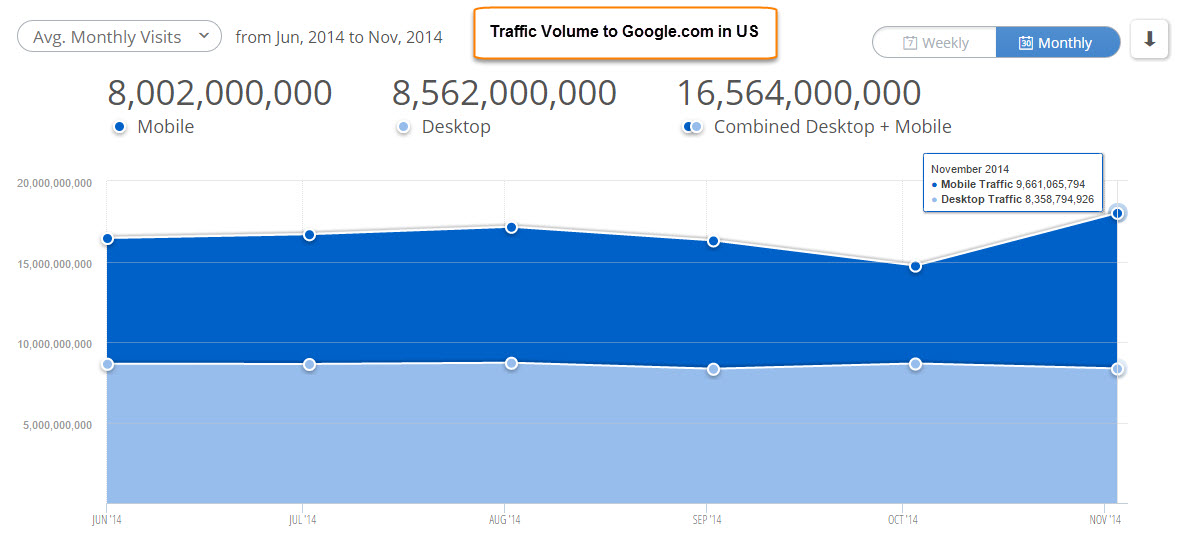 Avg. Monthly Visits from Jun, 2014 to Nov, 2014
Traffic Volume to Google.com in US
7 Weekly
30 Monthly
8,002,000,000 8,562,000,000 16,564,000,000
Mobile Desktop Combined Desktop + Mobile
November 2014
Mobile Traffic 9,661,065,794
Desktop Traffic 8,358,794,926
20,000,000,000
15,000,000,000
10,000,000,000
5,000,000,000
JUN '14 JUL '14 AUG '14 SEP '14 OCT '14 NOV '14